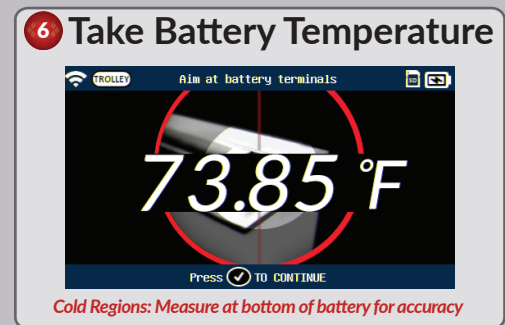 6 Take Battery Temperature
TROLLEY Aim at battery terminals SD
73.85 °F
Press TO CONTINUE
Cold Regions: Measure at bottom of battery for accuracy